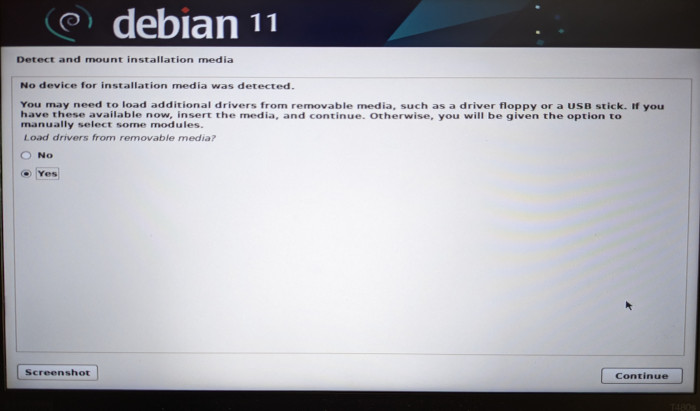 debian 11
Detect and mount installation media
No device for installation media was detected.
You may need to load additional drivers from removable media, such as a driver floppy or a USB stick. If you
have these available now, insert the media, and continue. Otherwise, you will be given the option to
manually select some modules.
Load drivers from removable media?
No
Yes
Screenshot
Continue